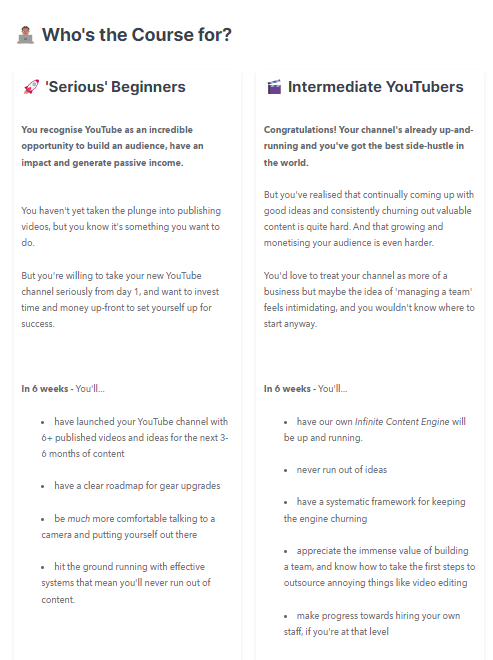 Who's the Course for?
'Serious' Beginners
You recognise YouTube as an incredible
opportunity to build an audience, have an
impact and generate passive income.
You haven't yet taken the plunge into publishing
videos, but you know it's something you want to
do.
But you're willing to take your new YouTube
channel seriously from day 1, and want to invest
time and money up-front to set yourself up for
success.
In 6 weeks - You'll...
• have launched your YouTube channel with
6+ published videos and ideas for the next 3-
6 months of content
• have a clear roadmap for gear upgrades
• be much more comfortable talking to a
camera and putting yourself out there
• hit the ground running with effective
systems that mean you'll never run out of
content.
Intermediate YouTubers
Congratulations! Your channel's already up-and-
running and you've got the best side-hustle in
the world.
But you've realised that continually coming up with
good ideas and consistently churning out valuable
content is quite hard. And that growing and
monetising your audience is even harder.
You'd love to treat your channel as more of a
business but maybe the idea of 'managing a team'
feels intimidating, and you wouldn't know where to
start anyway.
In 6 weeks - You'll...
• have our own Infinite Content Engine will
be up and running.
• never run out of ideas
• have a systematic framework for keeping
the engine churning
• appreciate the immense value of building
a team, and know how to take the first steps to
outsource annoying things like video editing
• make progress towards hiring your own
staff, if you're at that level